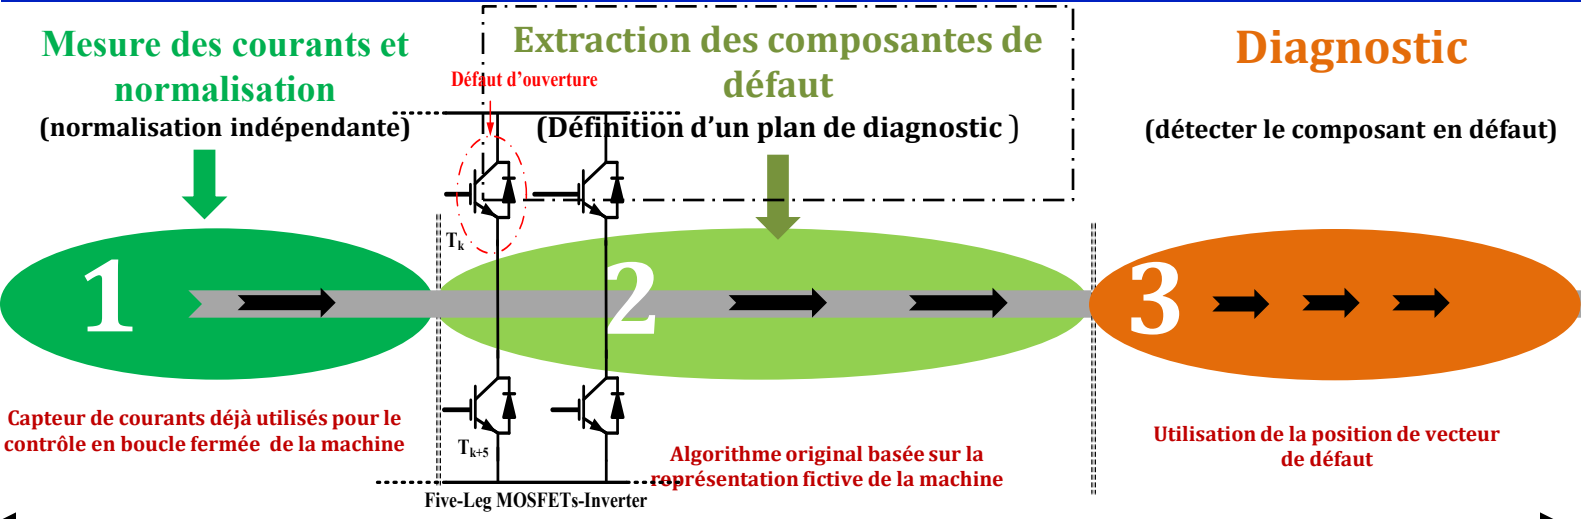 Mesure des courants et
normalisation
(normalisation indépendante)
Défaut d’ouverture
Extraction des composantes de
défaut
(Définition d’un plan de diagnostic )
Diagnostic
(détecter le composant en défaut)
1
2
3
Tk
Tk+5
Capteur de courants déjà utilisés pour le
contrôle en boucle fermée de la machine
Five-Leg MOSFETs-Inverter
Algorithme original basée sur la
représentation fictive de la machine
Utilisation de la position de vecteur
de défaut